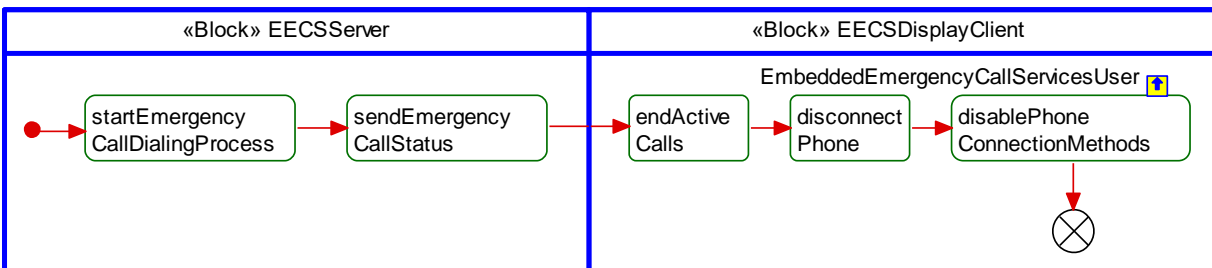 «Block» EECSServer
«Block» EECSDisplayClient
EmbeddedEmergencyCallServicesUser
startEmergency
CallDialingProcess
sendEmergency
CallStatus
endActive
Calls
disconnect
Phone
disablePhone
ConnectionMethods